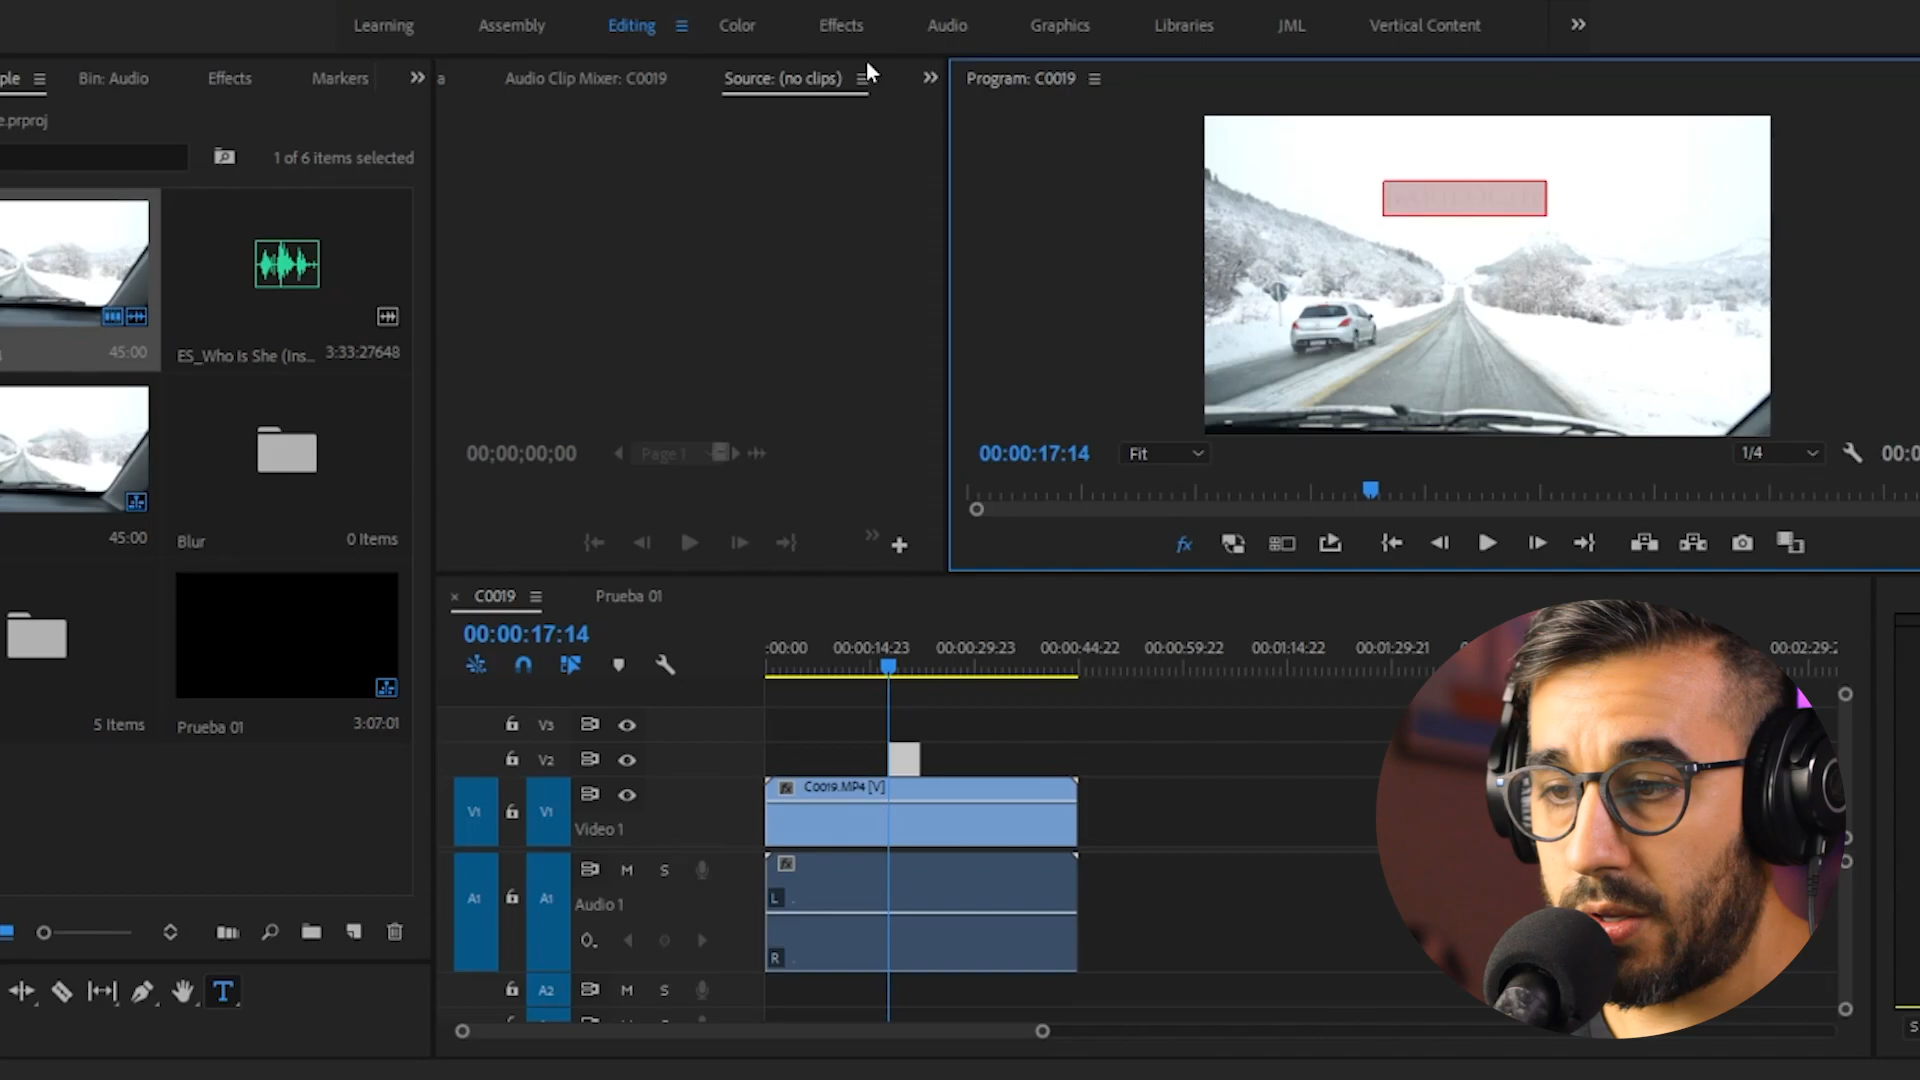 Learning Assembly Editing Color Effects Audio Graphics Libraries JML Vertical Content
ple Bin: Audio Effects Markers a Audio Clip Mixer: C0019 Source: (no clips) Program: C0019
e.prproj
1 of 6 items selected
45:00 ES_Who Is She (Ins... 3:33:27648
00;00;00;00 Page 1 00:00:17:14 Fit 1/4 00:0
45:00 Blur 0 Items
fx
C0019 Prueba 01
00:00:17:14
:00:00 00:00:14:23 00:00:29:23 00:00:44:22 00:00:59:22 00:01:14:22 00:01:29:21 00:02:29:2
5 Items Prueba 01 3:07:01
V3
V2
V1 V1 fx C0019.MP4 [V]
Video 1
fx
M S
A1 A1 Audio 1 L
R
A2 M S
T
S